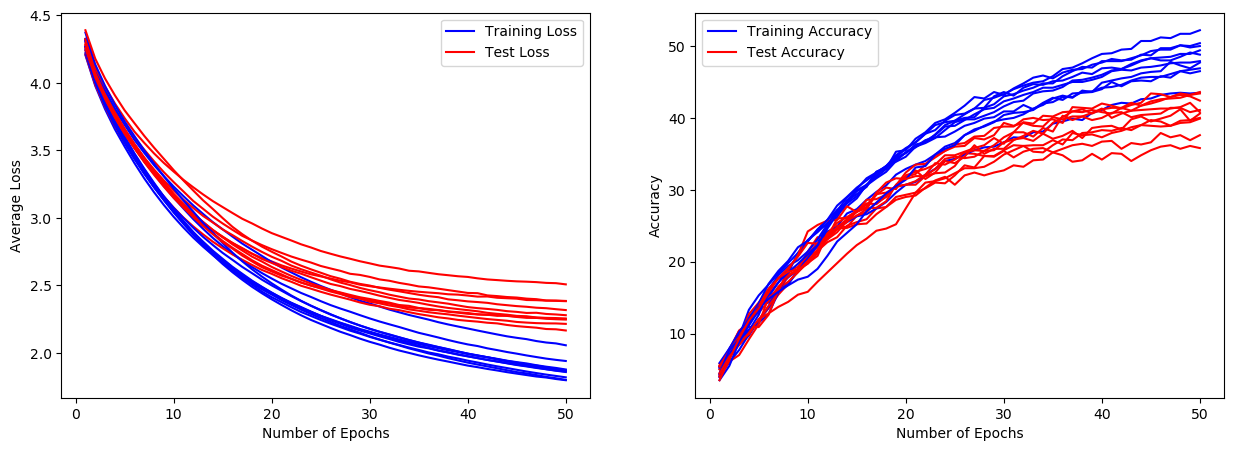 4.5
4.0
3.5
3.0
2.5
2.0
Average Loss
0
10
20
30
40
50
Number of Epochs
Training Loss
Test Loss
50
40
30
20
10
Accuracy
0
10
20
30
40
50
Number of Epochs
Training Accuracy
Test Accuracy